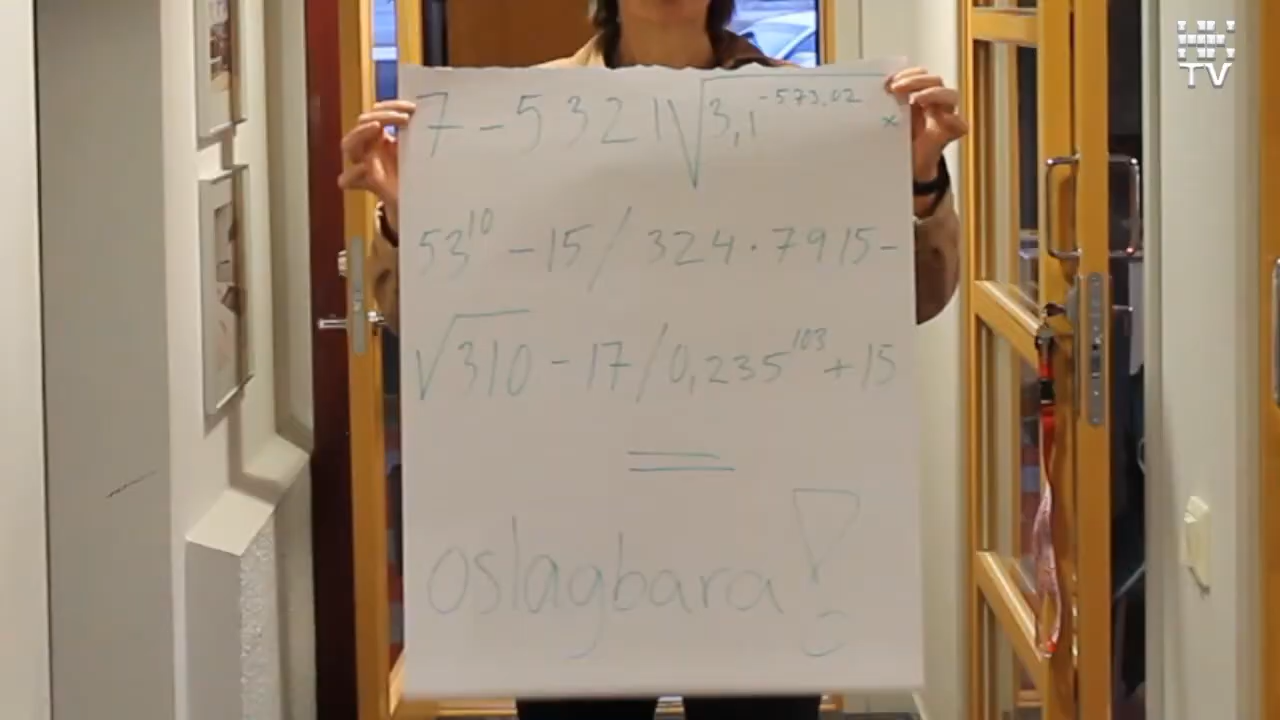 7-5321√3,1^-573,02 ×
53^10 - 15/324·7915-
√310 - 17/0,235^103 + 15
=
oslagbara!
TV